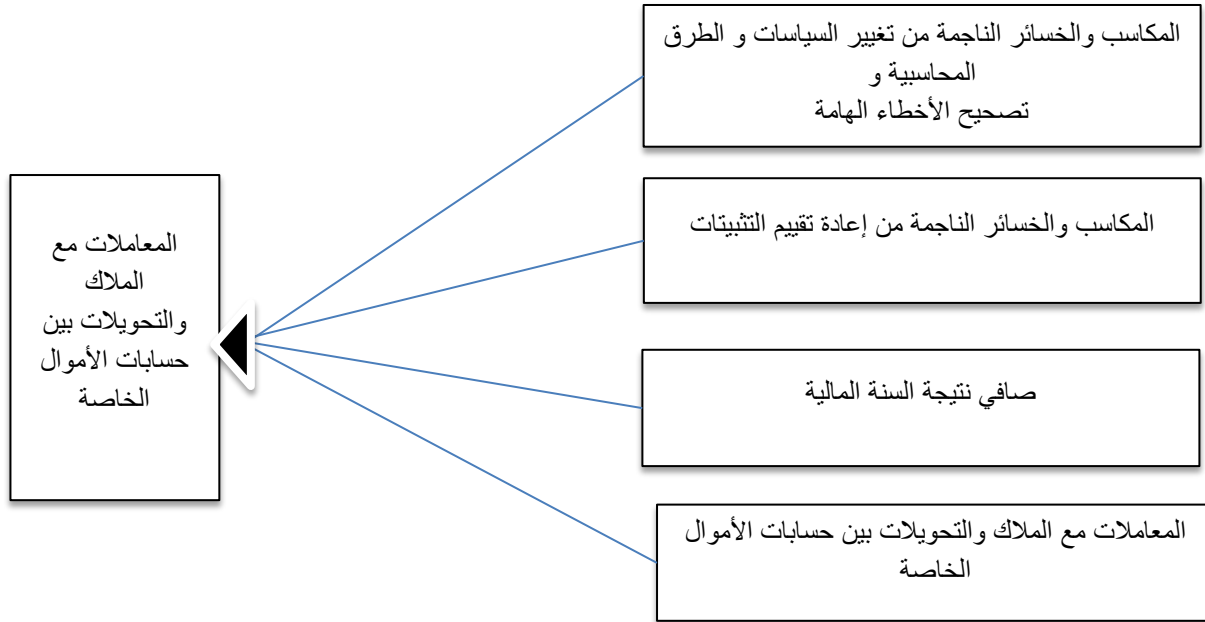 المكاسب والخسائر الناجمة من تغيير السياسات و الطرق
المحاسبية و
تصحيح الأخطاء الهامة
المكاسب والخسائر الناجمة من إعادة تقييم التثبيتات
صافي نتيجة السنة المالية
المعاملات مع الملاك والتحويلات بين حسابات الأموال
الخاصة
المعاملات مع
الملاك
والتحويلات بين
حسابات الأموال
الخاصة